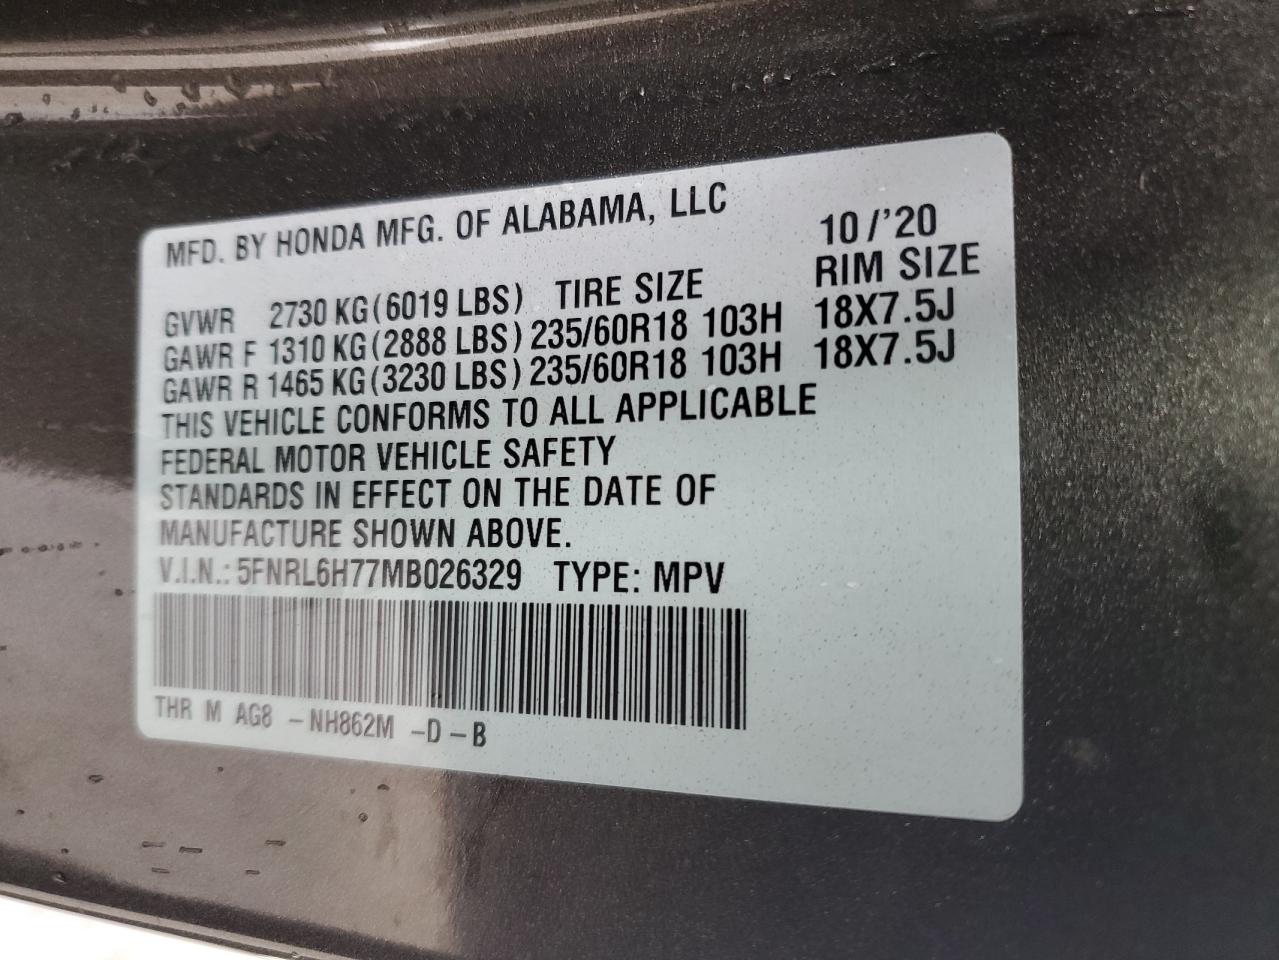 MFD. BY HONDA MFG. OF ALABAMA, LLC 10/'20
GVWR 2730 KG(6019 LBS) TIRE SIZE RIM SIZE
GAWR F 1310 KG(2888 LBS) 235/60R18 103H 18X7.5J
GAWR R 1465 KG(3230 LBS) 235/60R18 103H 18X7.5J
THIS VEHICLE CONFORMS TO ALL APPLICABLE
FEDERAL MOTOR VEHICLE SAFETY
STANDARDS IN EFFECT ON THE DATE OF
MANUFACTURE SHOWN ABOVE.
V.I.N.: 5FNRL6H77MB026329 TYPE: MPV
THR M AG8 -NH862M -D-B